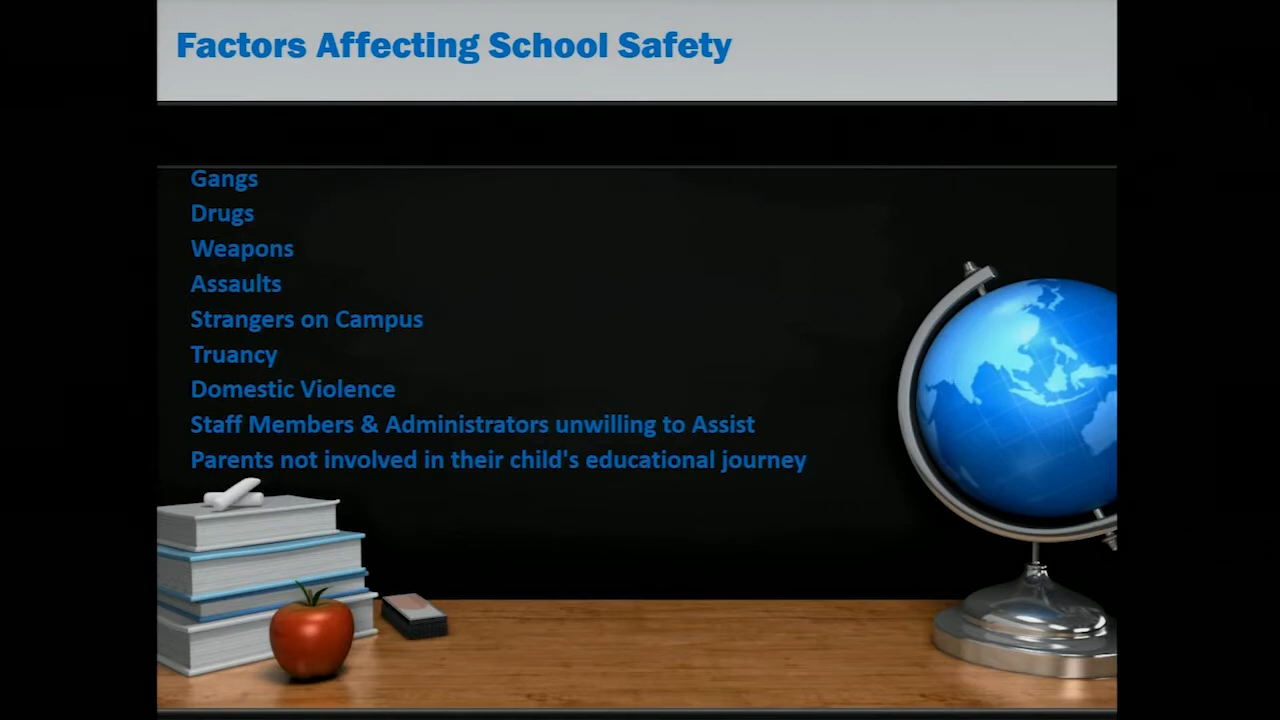 Factors Affecting School Safety
Gangs
Drugs
Weapons
Assaults
Strangers on Campus
Truancy
Domestic Violence
Staff Members & Administrators unwilling to Assist
Parents not involved in their child's educational journey